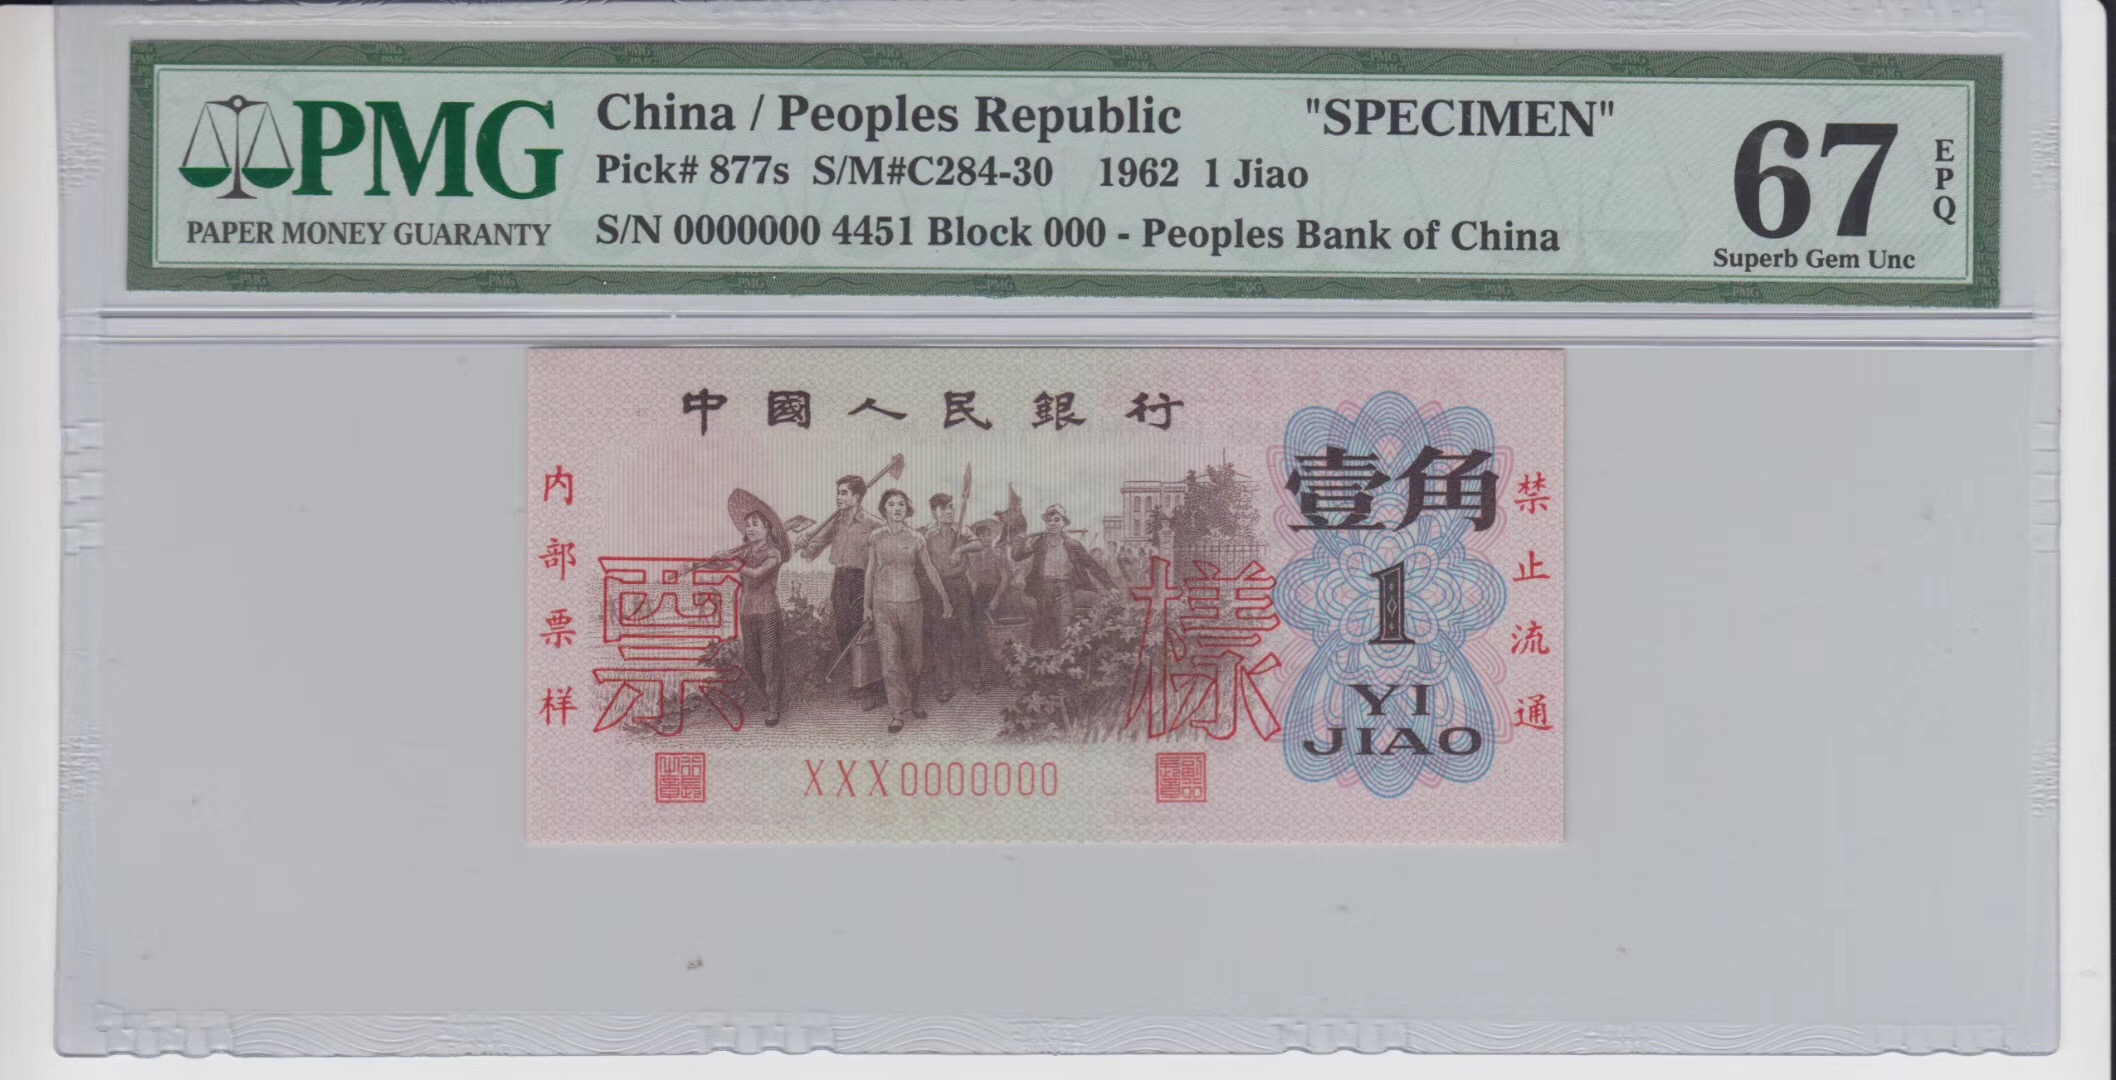 PMG
PAPER MONEY GUARANTY
China / Peoples Republic "SPECIMEN"
Pick# 877s S/M#C284-30 1962 1 Jiao
S/N 0000000 4451 Block 000 - Peoples Bank of China
67
EPQ
Superb Gem Unc
中國人民銀行
内部票样
票樣
壹角
1
YI
JIAO
禁止流通
XXX0000000